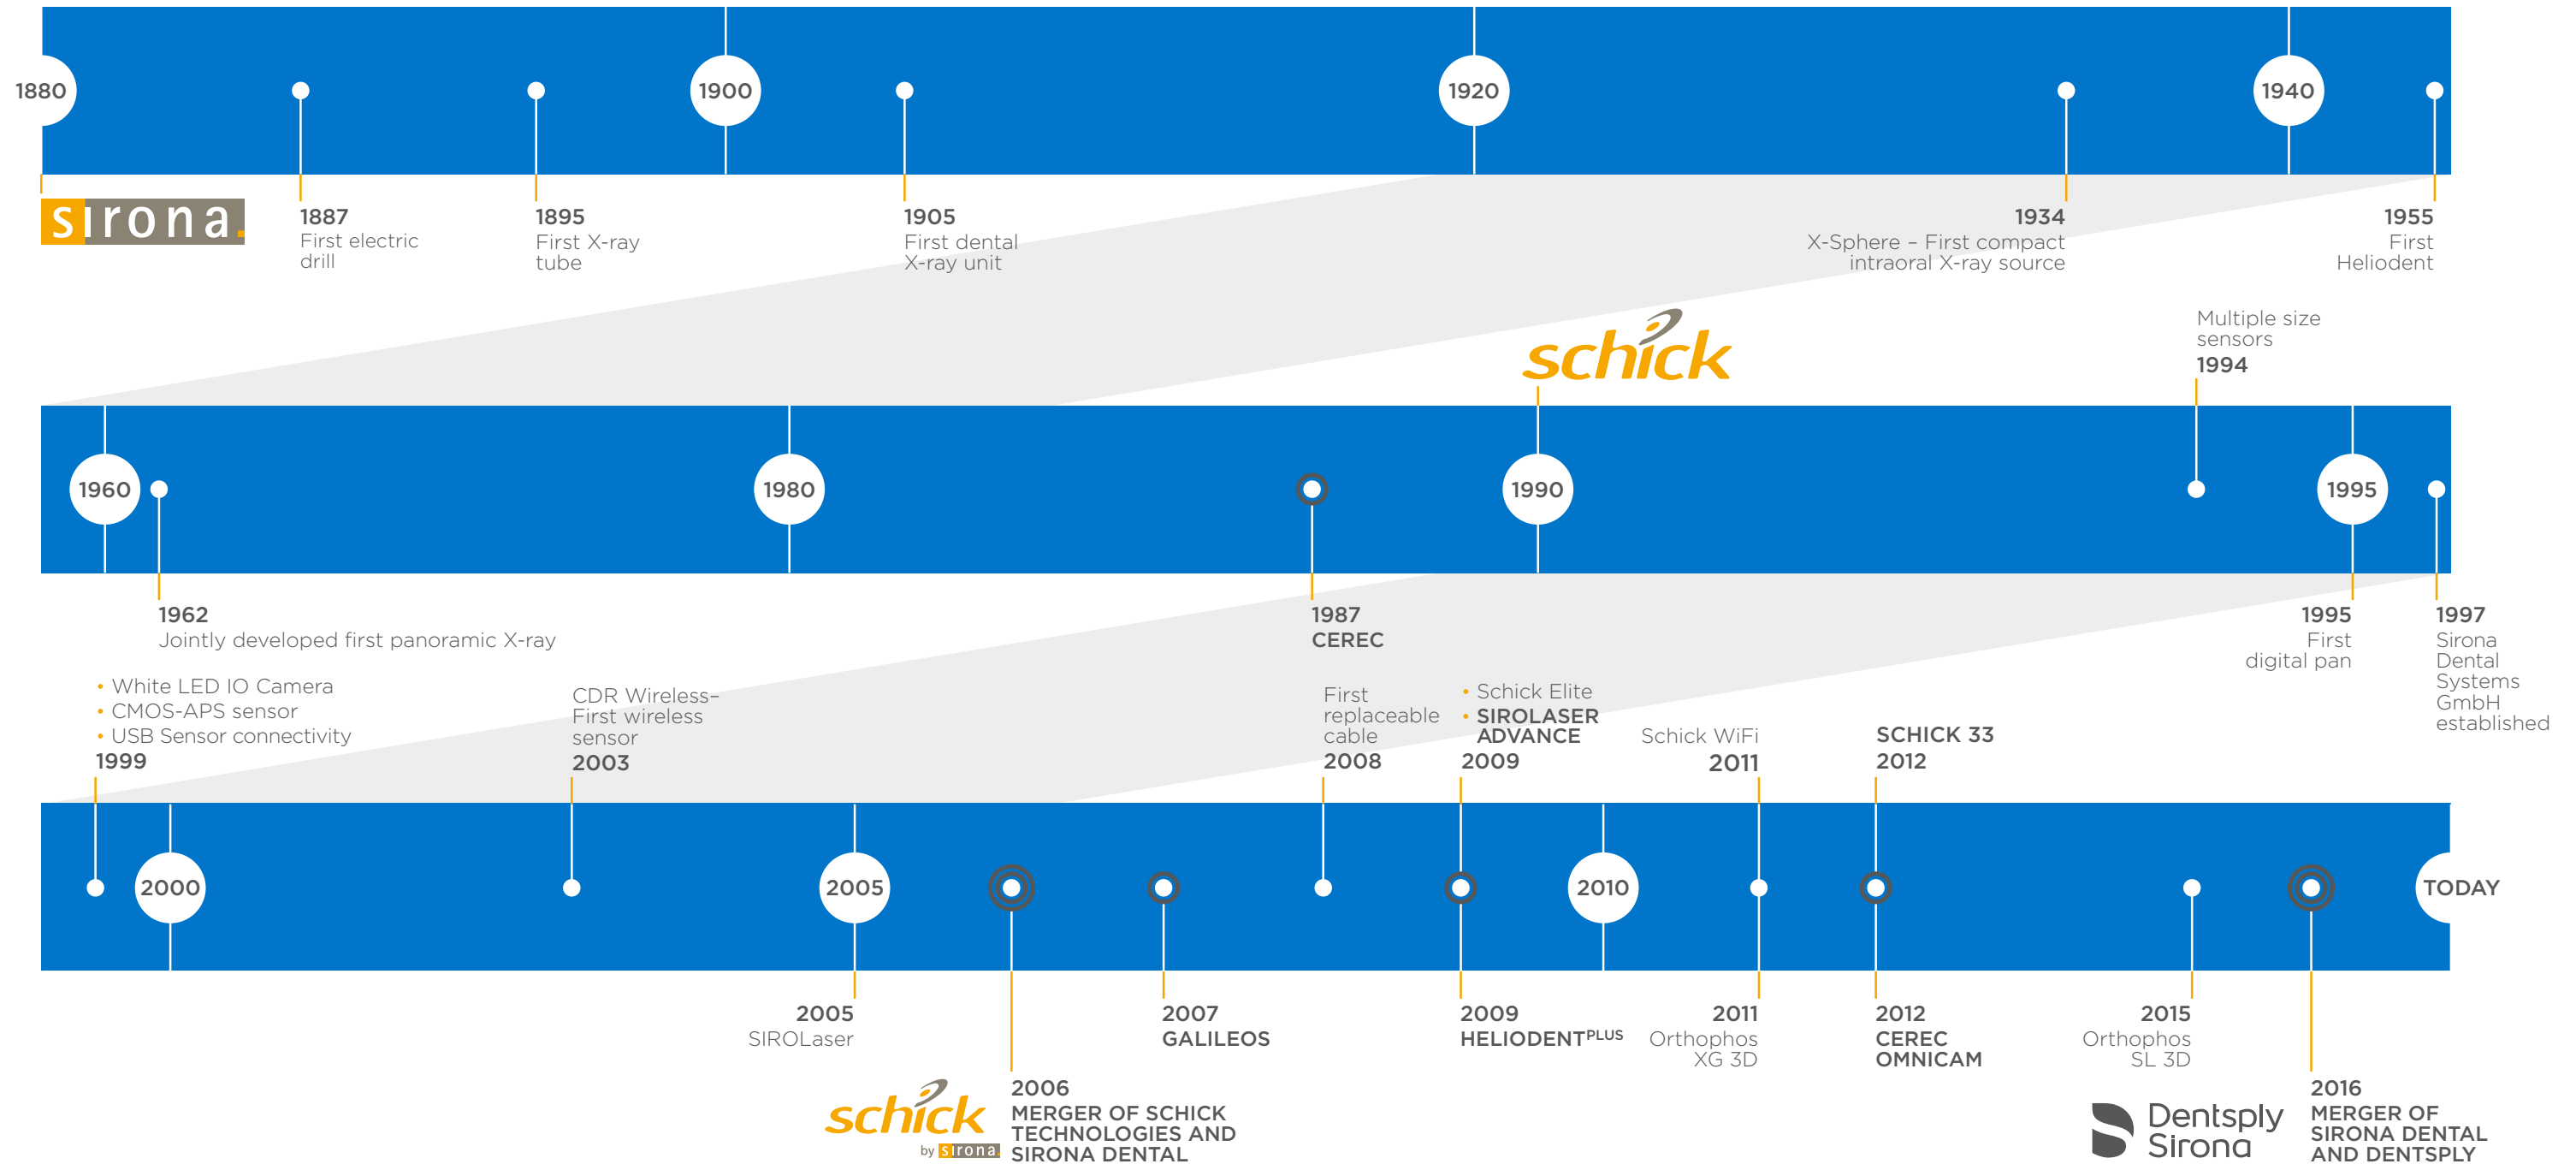 1880
1900
1920
1940
sirona.
1887
First electric
drill
1895
First X-ray
tube
1905
First dental
X-ray unit
1934
X-Sphere – First compact
intraoral X-ray source
1955
First
Heliodent
schick
Multiple size
sensors
1994
1960
1980
1990
1995
1962
Jointly developed first panoramic X-ray
1987
CEREC
1995
First
digital pan
1997
Sirona
Dental
Systems
GmbH
established
• White LED IO Camera
• CMOS-APS sensor
• USB Sensor connectivity
1999
CDR Wireless–
First wireless
sensor
2003
First
replaceable
cable
2008
• Schick Elite
• SIROLASER
ADVANCE
2009
Schick WiFi
2011
SCHICK 33
2012
2000
2005
2010
TODAY
2005
SIROLaser
schick
by sirona.
2006
MERGER OF SCHICK
TECHNOLOGIES AND
SIRONA DENTAL
2007
GALILEOS
2009
HELIODENTPLUS
2011
Orthophos
XG 3D
2012
CEREC
OMNICAM
2015
Orthophos
SL 3D
Dentsply
Sirona
2016
MERGER OF
SIRONA DENTAL
AND DENTSPLY